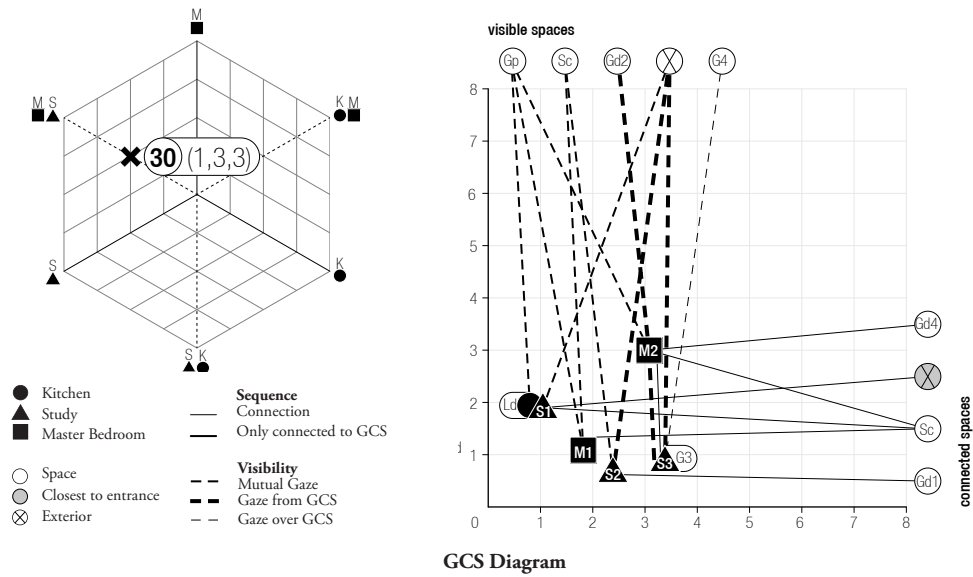 M
M S
K M
30 (1,3,3)
S
K
S K
Kitchen
Study
Master Bedroom
Space
Closest to entrance
Exterior
Sequence
Connection
Only connected to GCS
Visibility
Mutual Gaze
Gaze from GCS
Gaze over GCS
visible spaces
Gp Sc Gd2 G4
8
7
6
5
4
3
2
1
0 1 2 3 4 5 6 7 8
M2
Ld S1
M1
S2
S3 G3
Gd4
Sc
Gd1
connected spaces
GCS Diagram